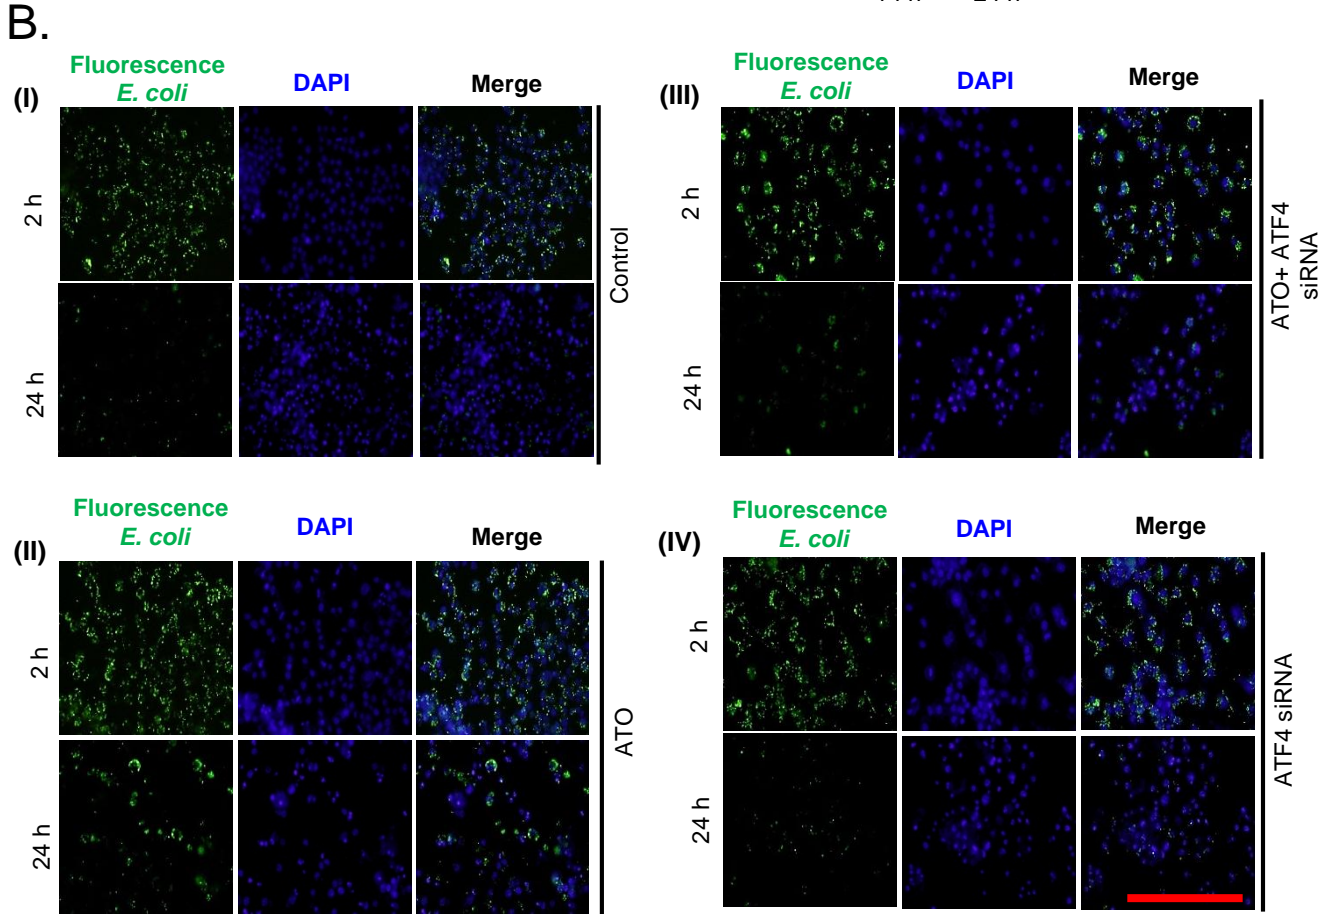 B.
Fluorescence
E. coli
DAPI
Merge
(I)
2 h
24 h
Control
Fluorescence
E. coli
DAPI
Merge
(III)
2 h
24 h
ATO+ ATF4
siRNA
Fluorescence
E. coli
DAPI
Merge
(II)
2 h
24 h
ATO
Fluorescence
E. coli
DAPI
Merge
(IV)
2 h
24 h
ATF4 siRNA